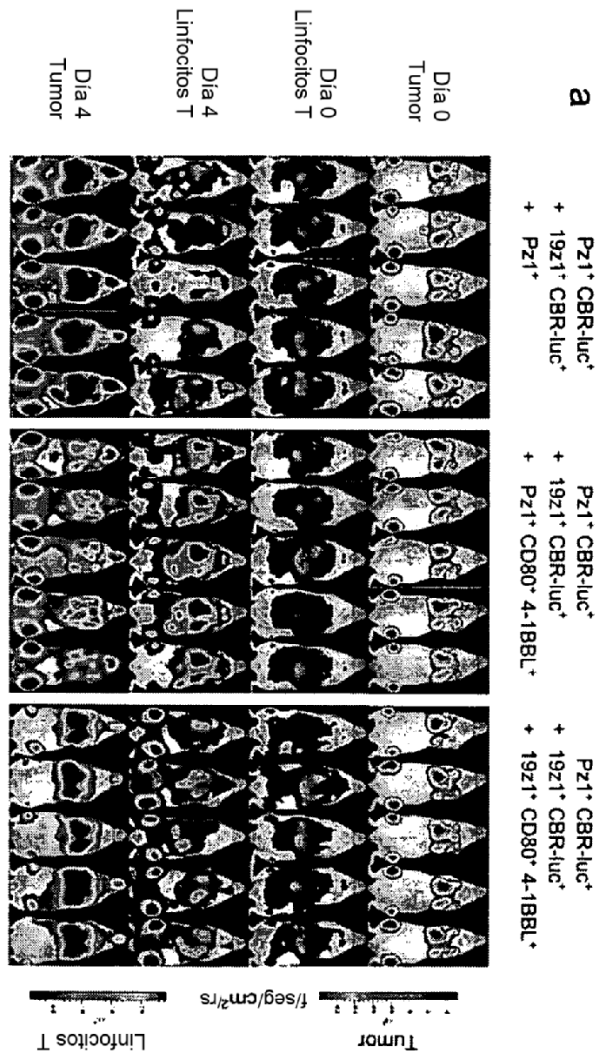 a
Pz1⁺ CBR-luc⁺
+ 19z1⁺ CBR-luc⁺
+ Pz1⁺
Pz1⁺ CBR-luc⁺
+ 19z1⁺ CBR-luc⁺
+ Pz1⁺ CD80⁺ 4-1BBL⁺
Pz1⁺ CBR-luc⁺
+ 19z1⁺ CBR-luc⁺
+ 19z1⁺ CD80⁺ 4-1BBL⁺
Día 0
Tumor
Día 0
Linfocitos T
Día 4
Linfocitos T
Día 4
Tumor
Tumor
f/seg/cm²/rs
Linfocitos T